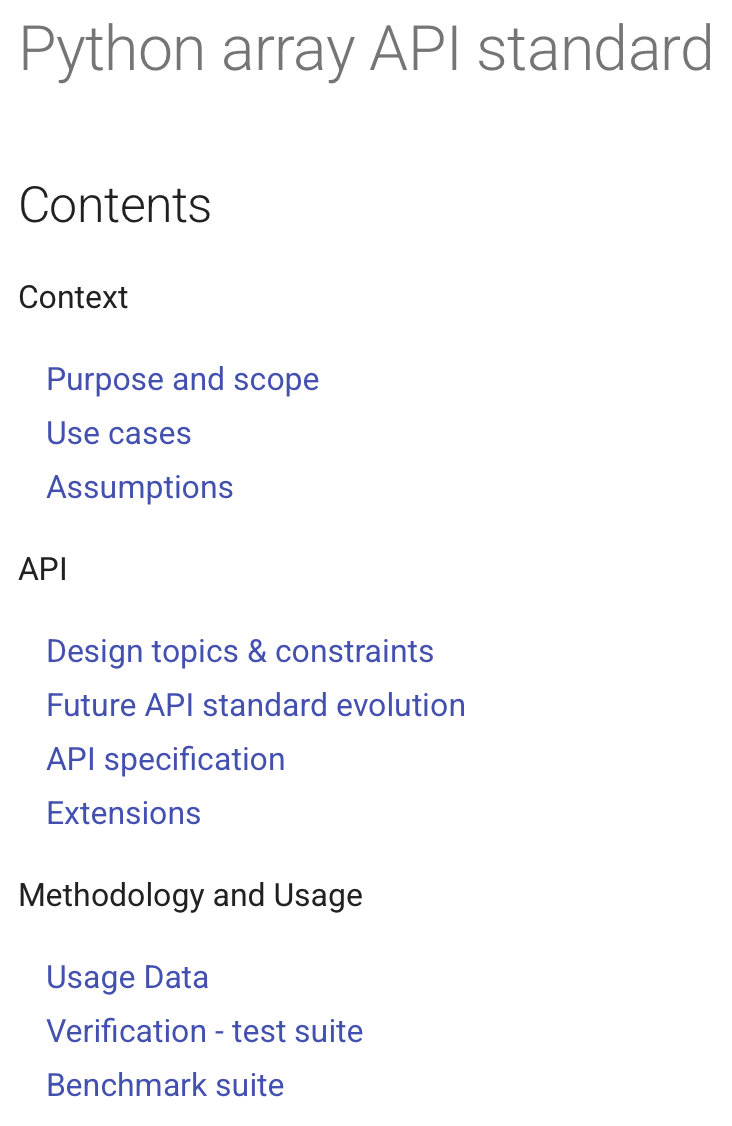 Python array API standard
Contents
Context
Purpose and scope
Use cases
Assumptions
API
Design topics & constraints
Future API standard evolution
API specification
Extensions
Methodology and Usage
Usage Data
Verification - test suite
Benchmark suite